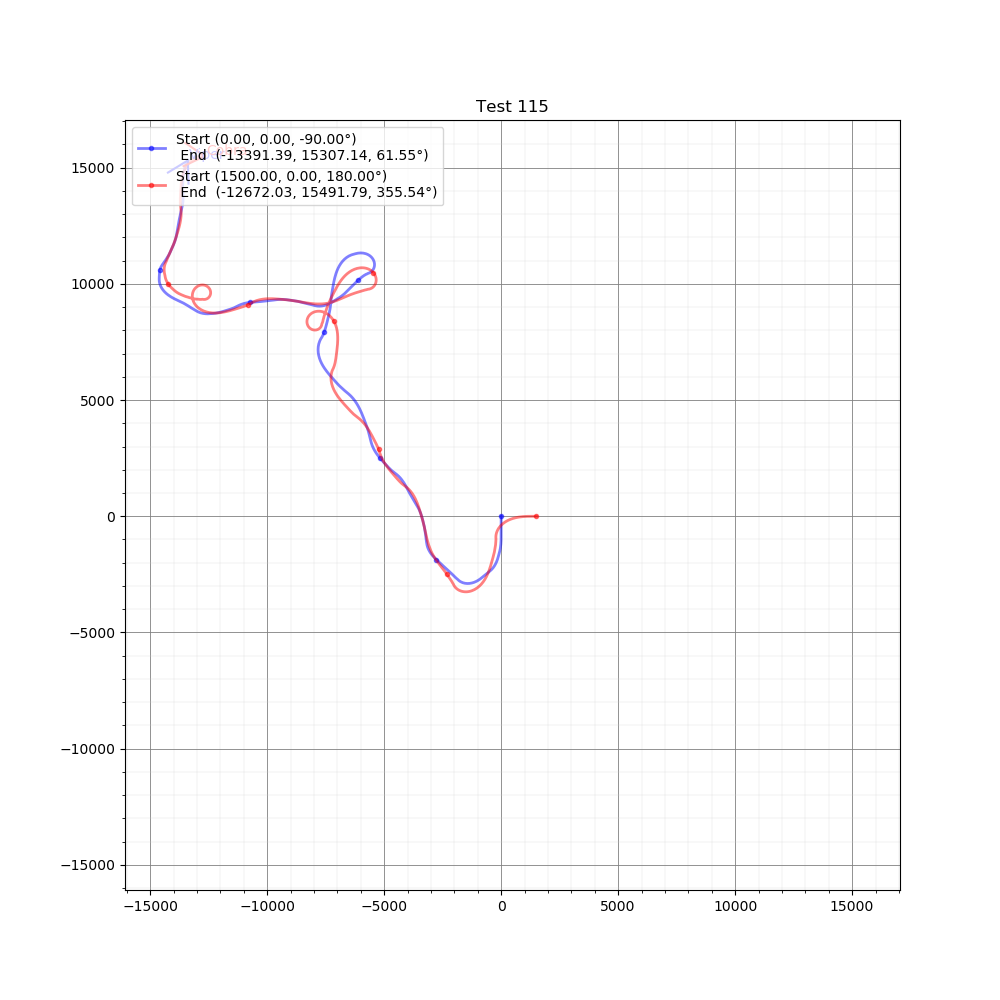 Test 115
Start (0.00, 0.00, -90.00°)
End (-13391.39, 15307.14, 61.55°)
Start (1500.00, 0.00, 180.00°)
End (-12672.03, 15491.79, 355.54°)
15000
10000
5000
0
−5000
−10000
−15000
−15000 −10000 −5000 0 5000 10000 15000